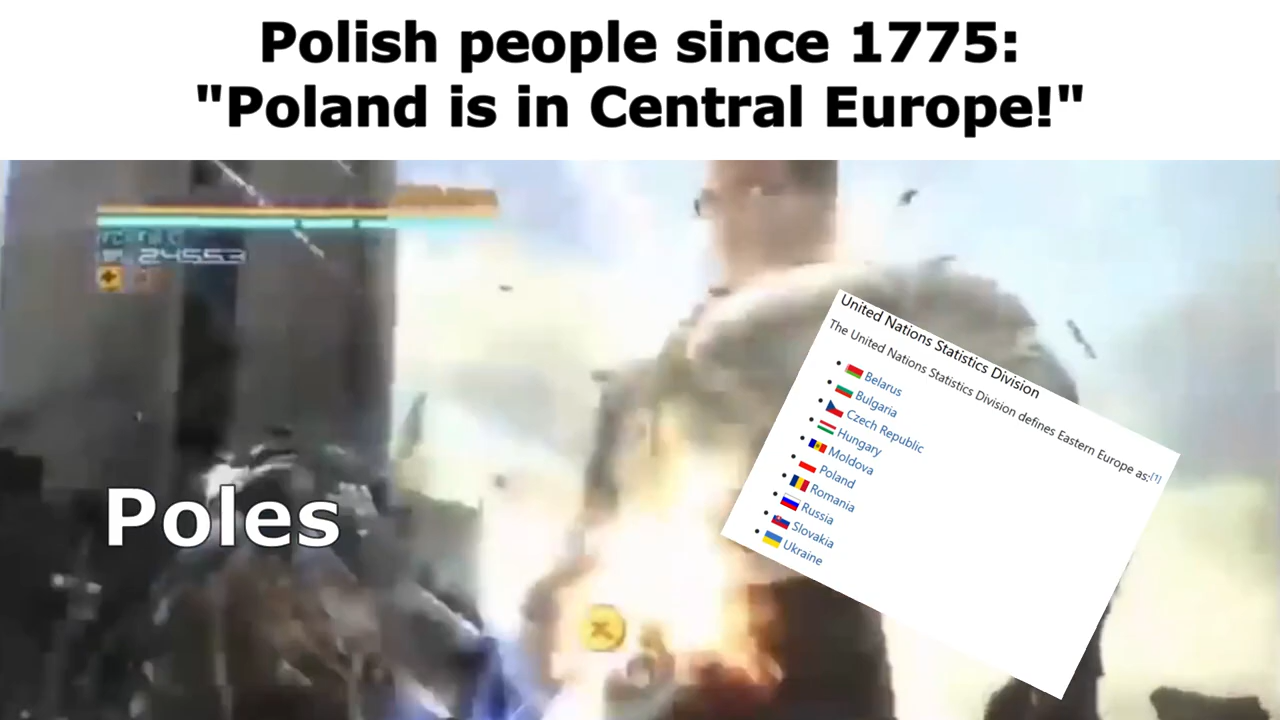 Polish people since 1775:
"Poland is in Central Europe!"
24553
United Nations Statistics Division
The United Nations Statistics Division defines Eastern Europe as:[1]
Belarus
Bulgaria
Czech Republic
Hungary
Moldova
Poland
Romania
Russia
Slovakia
Ukraine
Poles